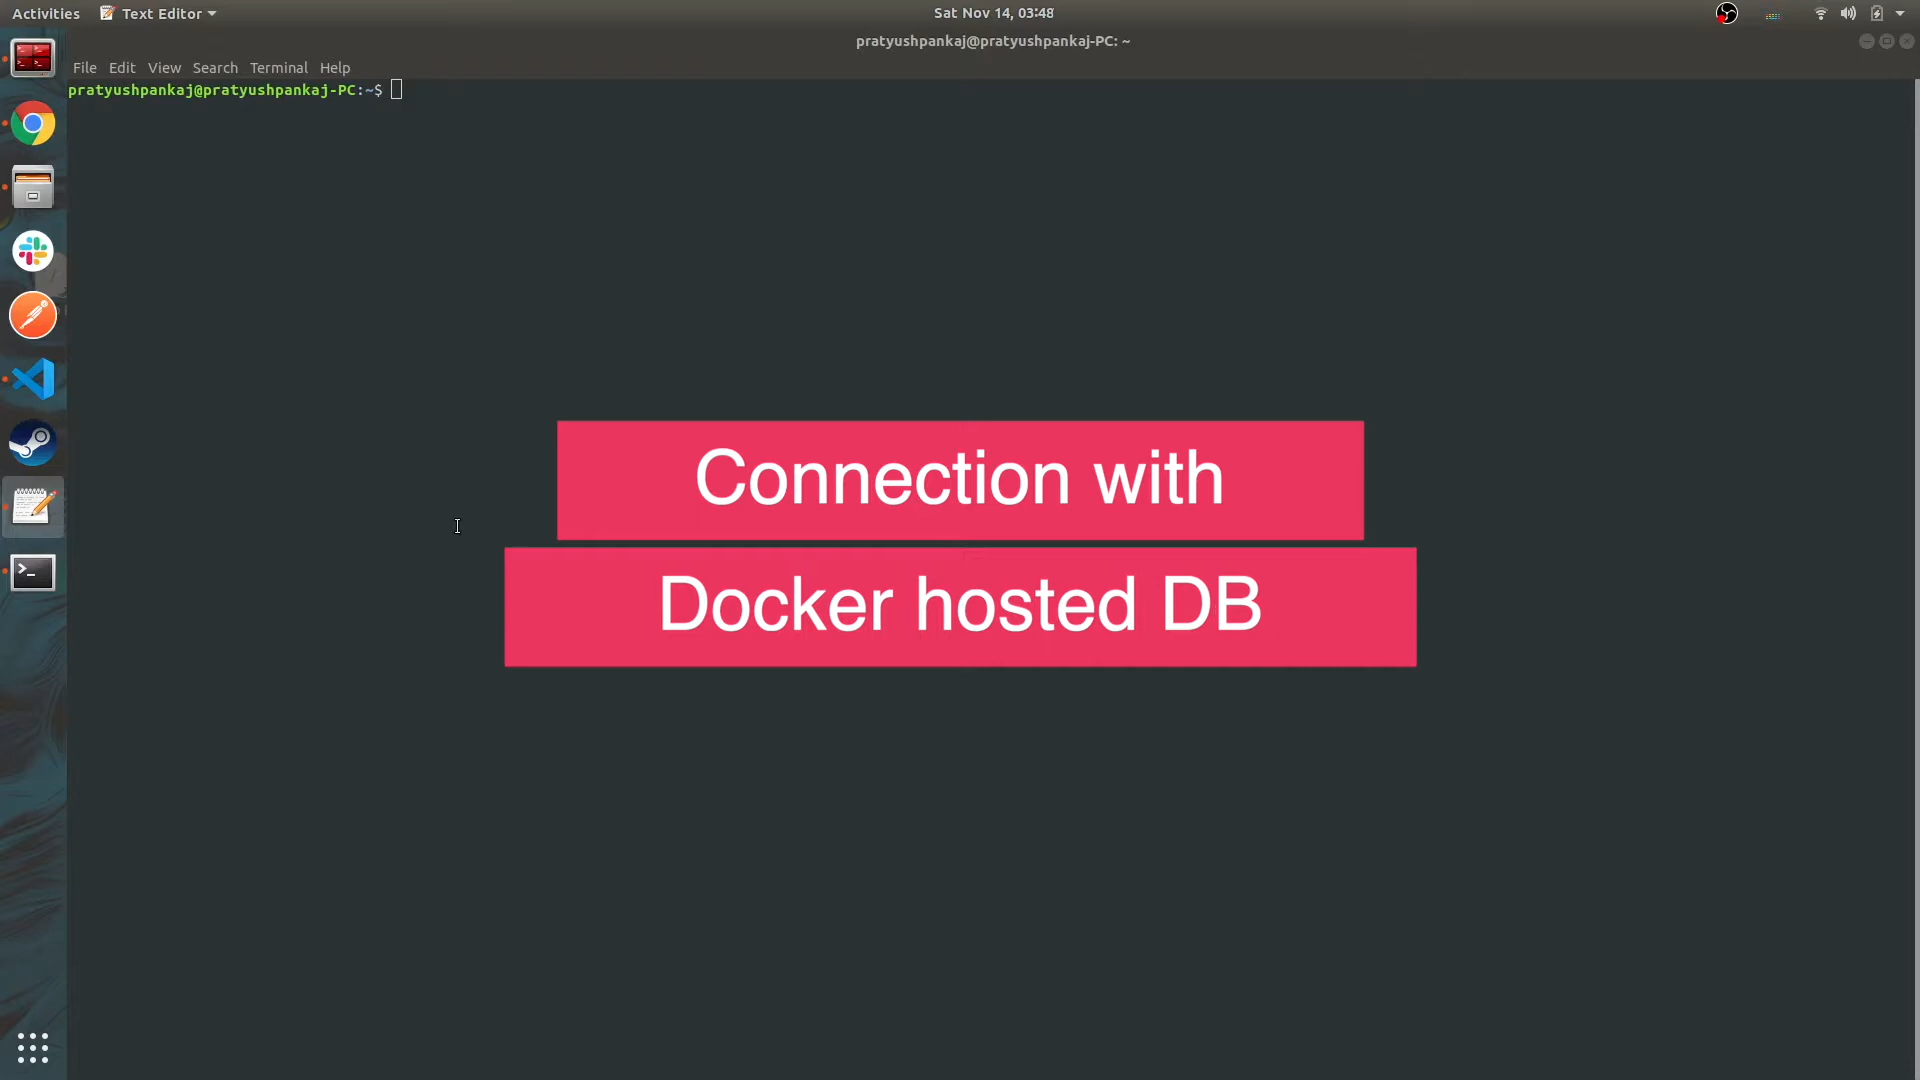 Activities Text Editor Sat Nov 14, 03:48
pratyushpankaj@pratyushpankaj-PC: ~
File Edit View Search Terminal Help
pratyushpankaj@pratyushpankaj-PC:~$
Connection with
Docker hosted DB